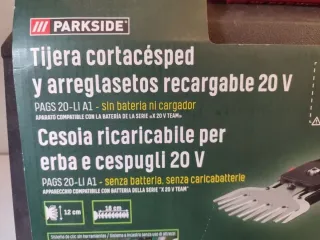 PARKSIDE®
Tijera cortacésped
y arreglasetos recargable 20 V
PAGS 20-LI A1 - sin batería ni cargador
APARATO COMPATIBLE CON LA BATERÍA DE LA SERIE «X 20 V TEAM»
Cesoia ricaricabile per
erba e cespugli 20 V
PAGS 20-LI A1 - senza batteria, senza caricabatterie
APPARECCHIO COMPATIBILE CON BATTERIA DELLA SERIE "X 20 V TEAM"
12 cm 18 cm